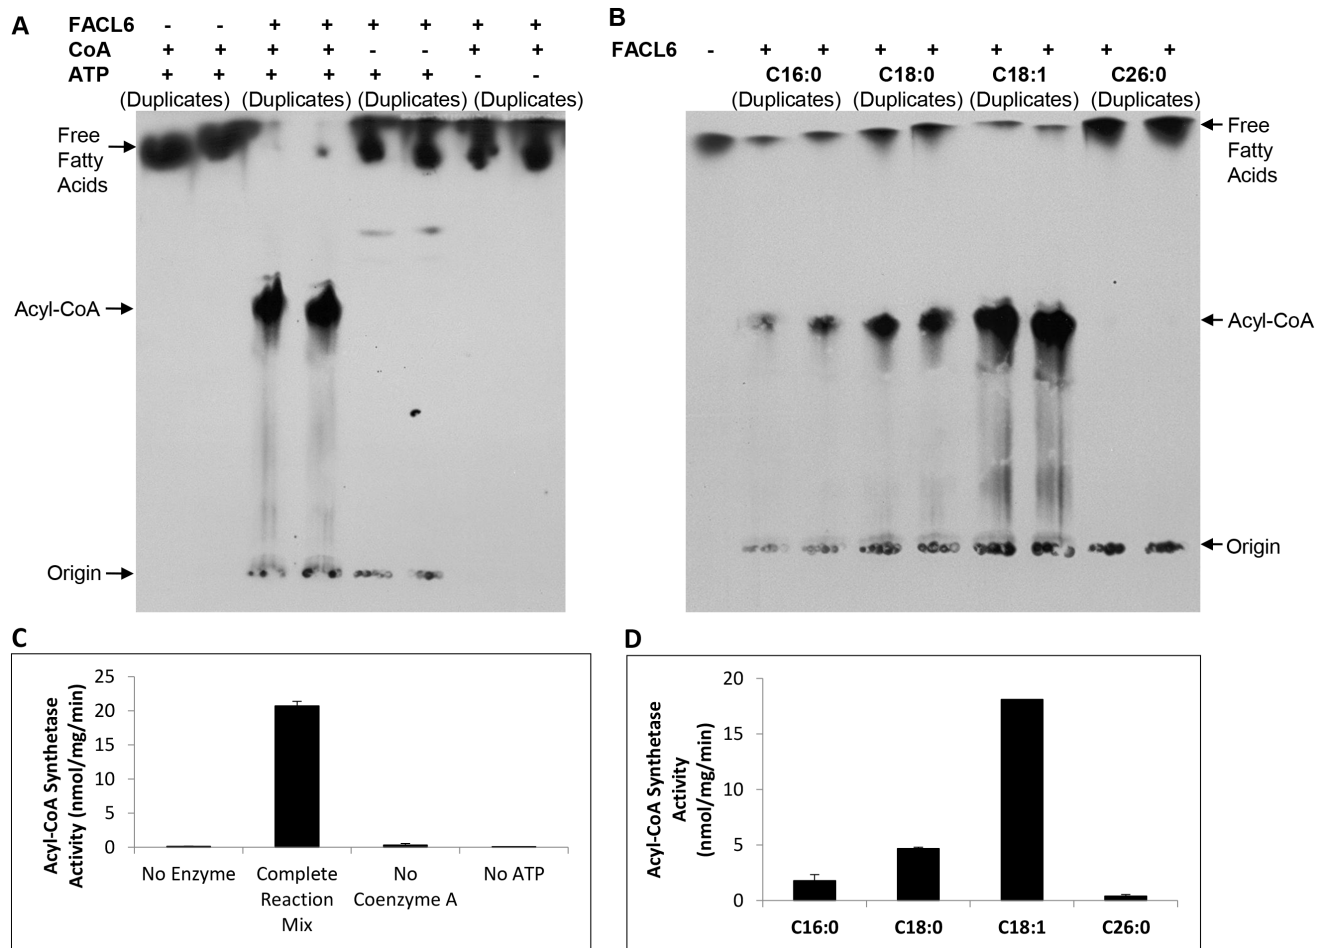 A
FACL6 - - + + + + + +
CoA + + + + - - + +
ATP + + + + + + - -
(Duplicates) (Duplicates) (Duplicates) (Duplicates)
Free
Fatty
Acids
Acyl-CoA
Origin
B
FACL6 - + + + + + + + +
C16:0 C18:0 C18:1 C26:0
(Duplicates) (Duplicates) (Duplicates) (Duplicates)
Free
Fatty
Acids
Acyl-CoA
Origin
C
Acyl-CoA Synthetase
Activity (nmol/mg/min)
25
20
15
10
5
0
No Enzyme
Complete
Reaction
Mix
No
Coenzyme A
No ATP
D
Acyl-CoA Synthetase
Activity
(nmol/mg/min)
20
15
10
5
0
C16:0 C18:0 C18:1 C26:0